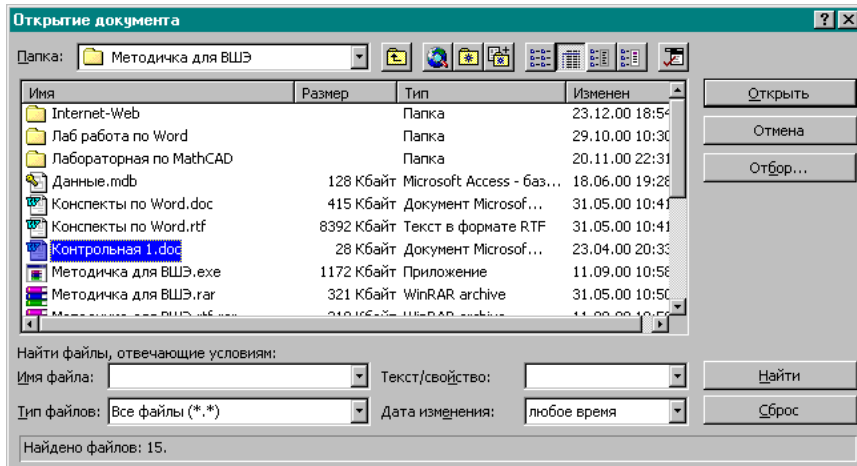 Открытие документа
Папка: Методичка для ВШЭ
Имя Размер Тип Изменен
Internet-Web Папка 23.12.00 18:54
Лаб работа по Word Папка 29.10.00 10:30
Лабораторная по MathCAD Папка 20.11.00 22:31
Данные.mdb 128 Кбайт Microsoft Access - баз... 18.06.00 19:28
Конспекты по Word.doc 415 Кбайт Документ Microsof... 31.05.00 10:41
Конспекты по Word.rtf 8392 Кбайт Текст в формате RTF 31.05.00 10:41
Контрольная 1.doc 28 Кбайт Документ Microsof... 23.04.00 20:33
Методичка для ВШЭ.exe 1172 Кбайт Приложение 11.09.00 10:58
Методичка для ВШЭ.rar 321 Кбайт WinRAR archive 31.05.00 10:50
Открыть
Отмена
Отбор...
Найти файлы, отвечающие условиям:
Имя файла: Текст/свойство: Найти
Тип файлов: Все файлы (*.*) Дата изменения: любое время Сброс
Найдено файлов: 15.